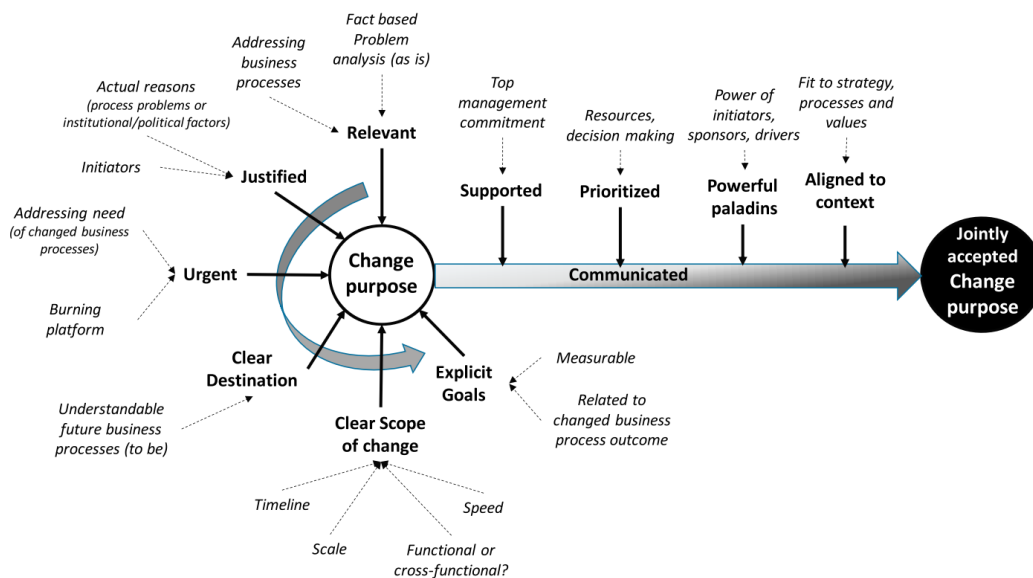 Fact based
Problem
analysis (as is)
Addressing
business
processes
Actual reasons
(process problems or
institutional/political factors)
Initiators
Relevant
Justified
Top
management
commitment
Resources,
decision making
Power of
initiators,
sponsors, drivers
Fit to strategy,
processes and
values
Supported
Prioritized
Powerful
paladins
Aligned to
context
Addressing need
(of changed business
processes)
Urgent
Burning
platform
Change
purpose
Communicated
Jointly
accepted
Change
purpose
Clear
Destination
Understandable
future business
processes (to be)
Clear Scope
of change
Explicit
Goals
Measurable
Related to
changed business
process outcome
Timeline
Scale
Functional or
cross-functional?
Speed